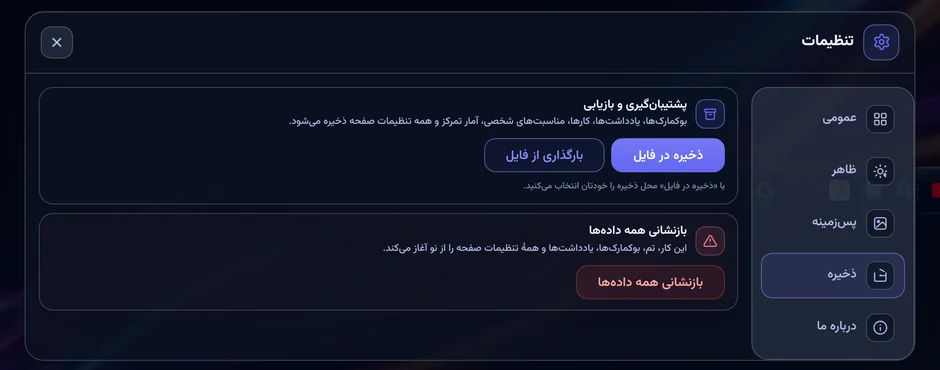 تنظیمات
عمومی
ظاهر
پس‌زمینه
ذخیره
درباره ما
پشتیبان‌گیری و بازیابی
بوکمارک‌ها، یادداشت‌ها، کارها، مناسبت‌های شخصی، آمار تمرکز و همه تنظیمات صفحه ذخیره می‌شود.
ذخیره در فایل
بارگذاری از فایل
با «ذخیره در فایل» محل ذخیره را خودتان انتخاب می‌کنید.
بازنشانی همه داده‌ها
این کار، تم، بوکمارک‌ها، یادداشت‌ها و همهٔ تنظیمات صفحه را از نو آغاز می‌کند.
بازنشانی همه داده‌ها